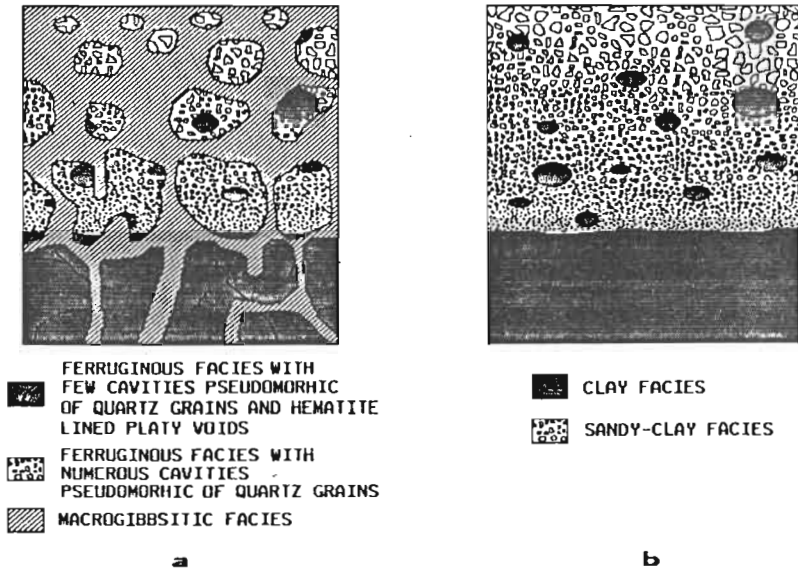 FERRUGINOUS FACIES WITH
FEW CAVITIES PSEUDOMORHIC
OF QUARTZ GRAINS AND HEMATITE
LINED PLATY VOIDS
FERRUGINOUS FACIES WITH
NUMEROUS CAVITIES
PSEUDOMORHIC OF QUARTZ GRAINS
MACROGIBBSITIC FACIES
a
CLAY FACIES
SANDY-CLAY FACIES
b